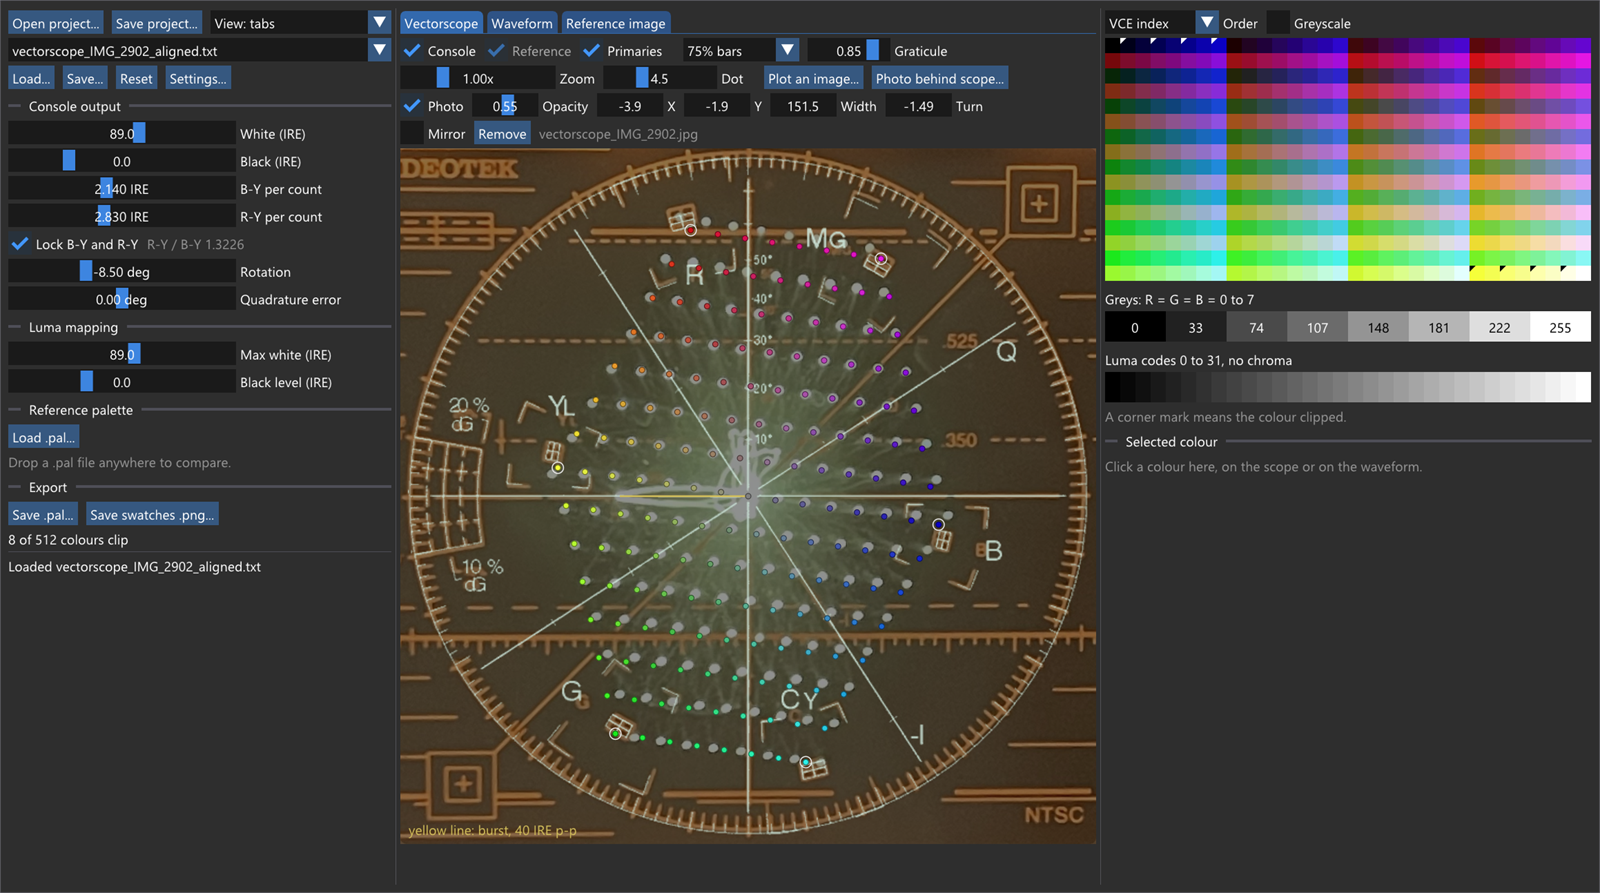 Open project...
Save project...
View: tabs
vectorscope_IMG_2902_aligned.txt
Load...
Save...
Reset
Settings...
Console output
89.0
White (IRE)
0.0
Black (IRE)
2.140 IRE
B-Y per count
2.830 IRE
R-Y per count
Lock B-Y and R-Y
R-Y / B-Y 1.3226
-8.50 deg
Rotation
0.00 deg
Quadrature error
Luma mapping
89.0
Max white (IRE)
0.0
Black level (IRE)
Reference palette
Load .pal...
Drop a .pal file anywhere to compare.
Export
Save .pal...
Save swatches .png...
8 of 512 colours clip
Loaded vectorscope_IMG_2902_aligned.txt
Vectorscope
Waveform
Reference image
Console
Reference
Primaries
75% bars
0.85
Graticule
1.00x
Zoom
4.5
Dot
Plot an image...
Photo behind scope...
Photo
0.55
Opacity
-3.9
X
-1.9
Y
151.5
Width
-1.49
Turn
Mirror
Remove
vectorscope_IMG_2902.jpg
DEOTEK
MG
R
50°
40°
30°
.525
Q
20°
20 %
dG
YL
10°
.350
B
B
10 %
dG
G
G
CY
-I
NTSC
yellow line: burst, 40 IRE p-p
VCE index
Order
Greyscale
Greys: R = G = B = 0 to 7
0
33
74
107
148
181
222
255
Luma codes 0 to 31, no chroma
A corner mark means the colour clipped.
Selected colour
Click a colour here, on the scope or on the waveform.